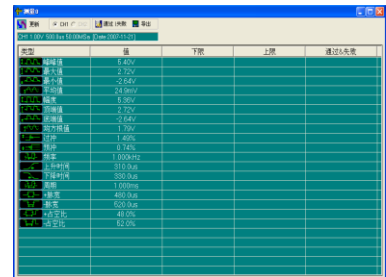 测量0
更新 CH1 通过/失败 导出
CH1 1.00V 500.0us 50.00MSa [Date:2007-11-21]
类型 值 下限 上限 通过&失败
峰峰值 5.40V
最大值 2.72V
最小值 -2.64V
平均值 24.9mV
幅度 5.36V
顶端值 2.72V
底端值 -2.64V
均方根值 1.79V
过冲 1.49%
预冲 0.74%
频率 1.000kHz
上升时间 310.0us
下降时间 330.0us
周期 1.000ms
+脉宽 480.0us
-脉宽 520.0us
+占空比 48.0%
-占空比 52.0%